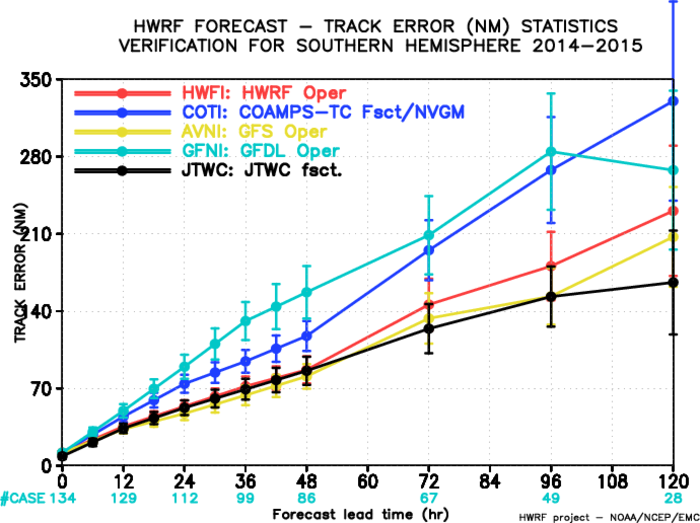 HWRF FORECAST – TRACK ERROR (NM) STATISTICS
VERIFICATION FOR SOUTHERN HEMISPHERE 2014–2015
HWFI: HWRF Oper
COTI: COAMPS–TC Fsct/NVGM
AVNI: GFS Oper
GFNI: GFDL Oper
JTWC: JTWC fsct.
TRACK ERROR (NM)
350
280
210
140
70
0
0 12 24 36 48 60 72 84 96 108 120
#CASE 134 129 112 99 86 67 49 28
Forecast lead time (hr)
HWRF project – NOAA/NCEP/EMC